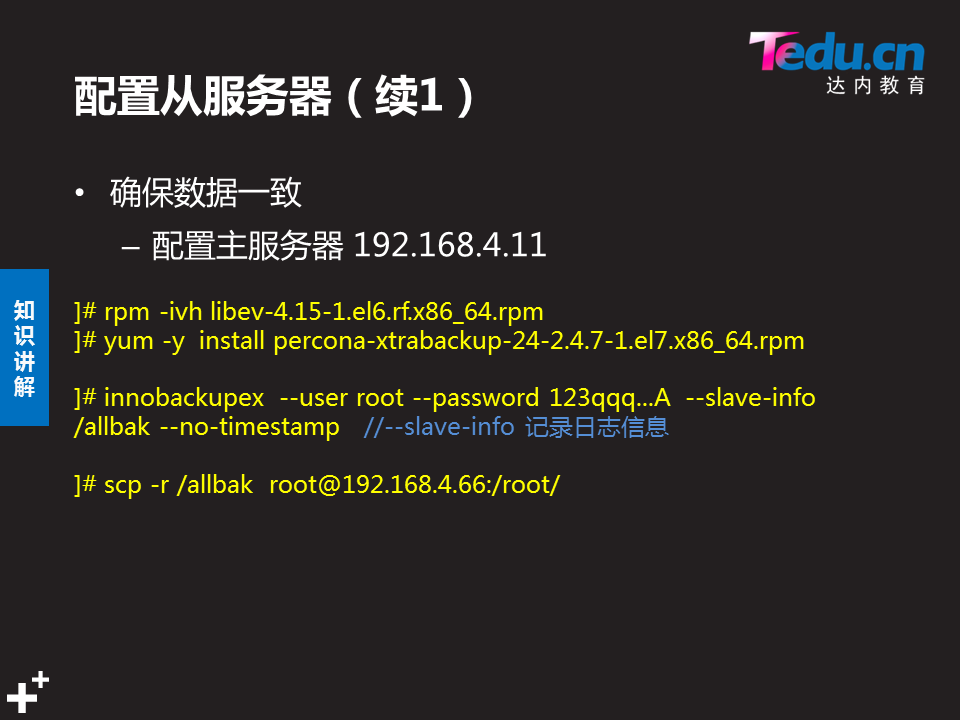 Tedu.cn
达内教育
配置从服务器（续1）
• 确保数据一致
– 配置主服务器 192.168.4.11
知识讲解
]# rpm -ivh libev-4.15-1.el6.rf.x86_64.rpm
]# yum -y install percona-xtrabackup-24-2.4.7-1.el7.x86_64.rpm
]# innobackupex --user root --password 123qqq...A --slave-info
/allbak --no-timestamp //--slave-info 记录日志信息
]# scp -r /allbak root@192.168.4.66:/root/